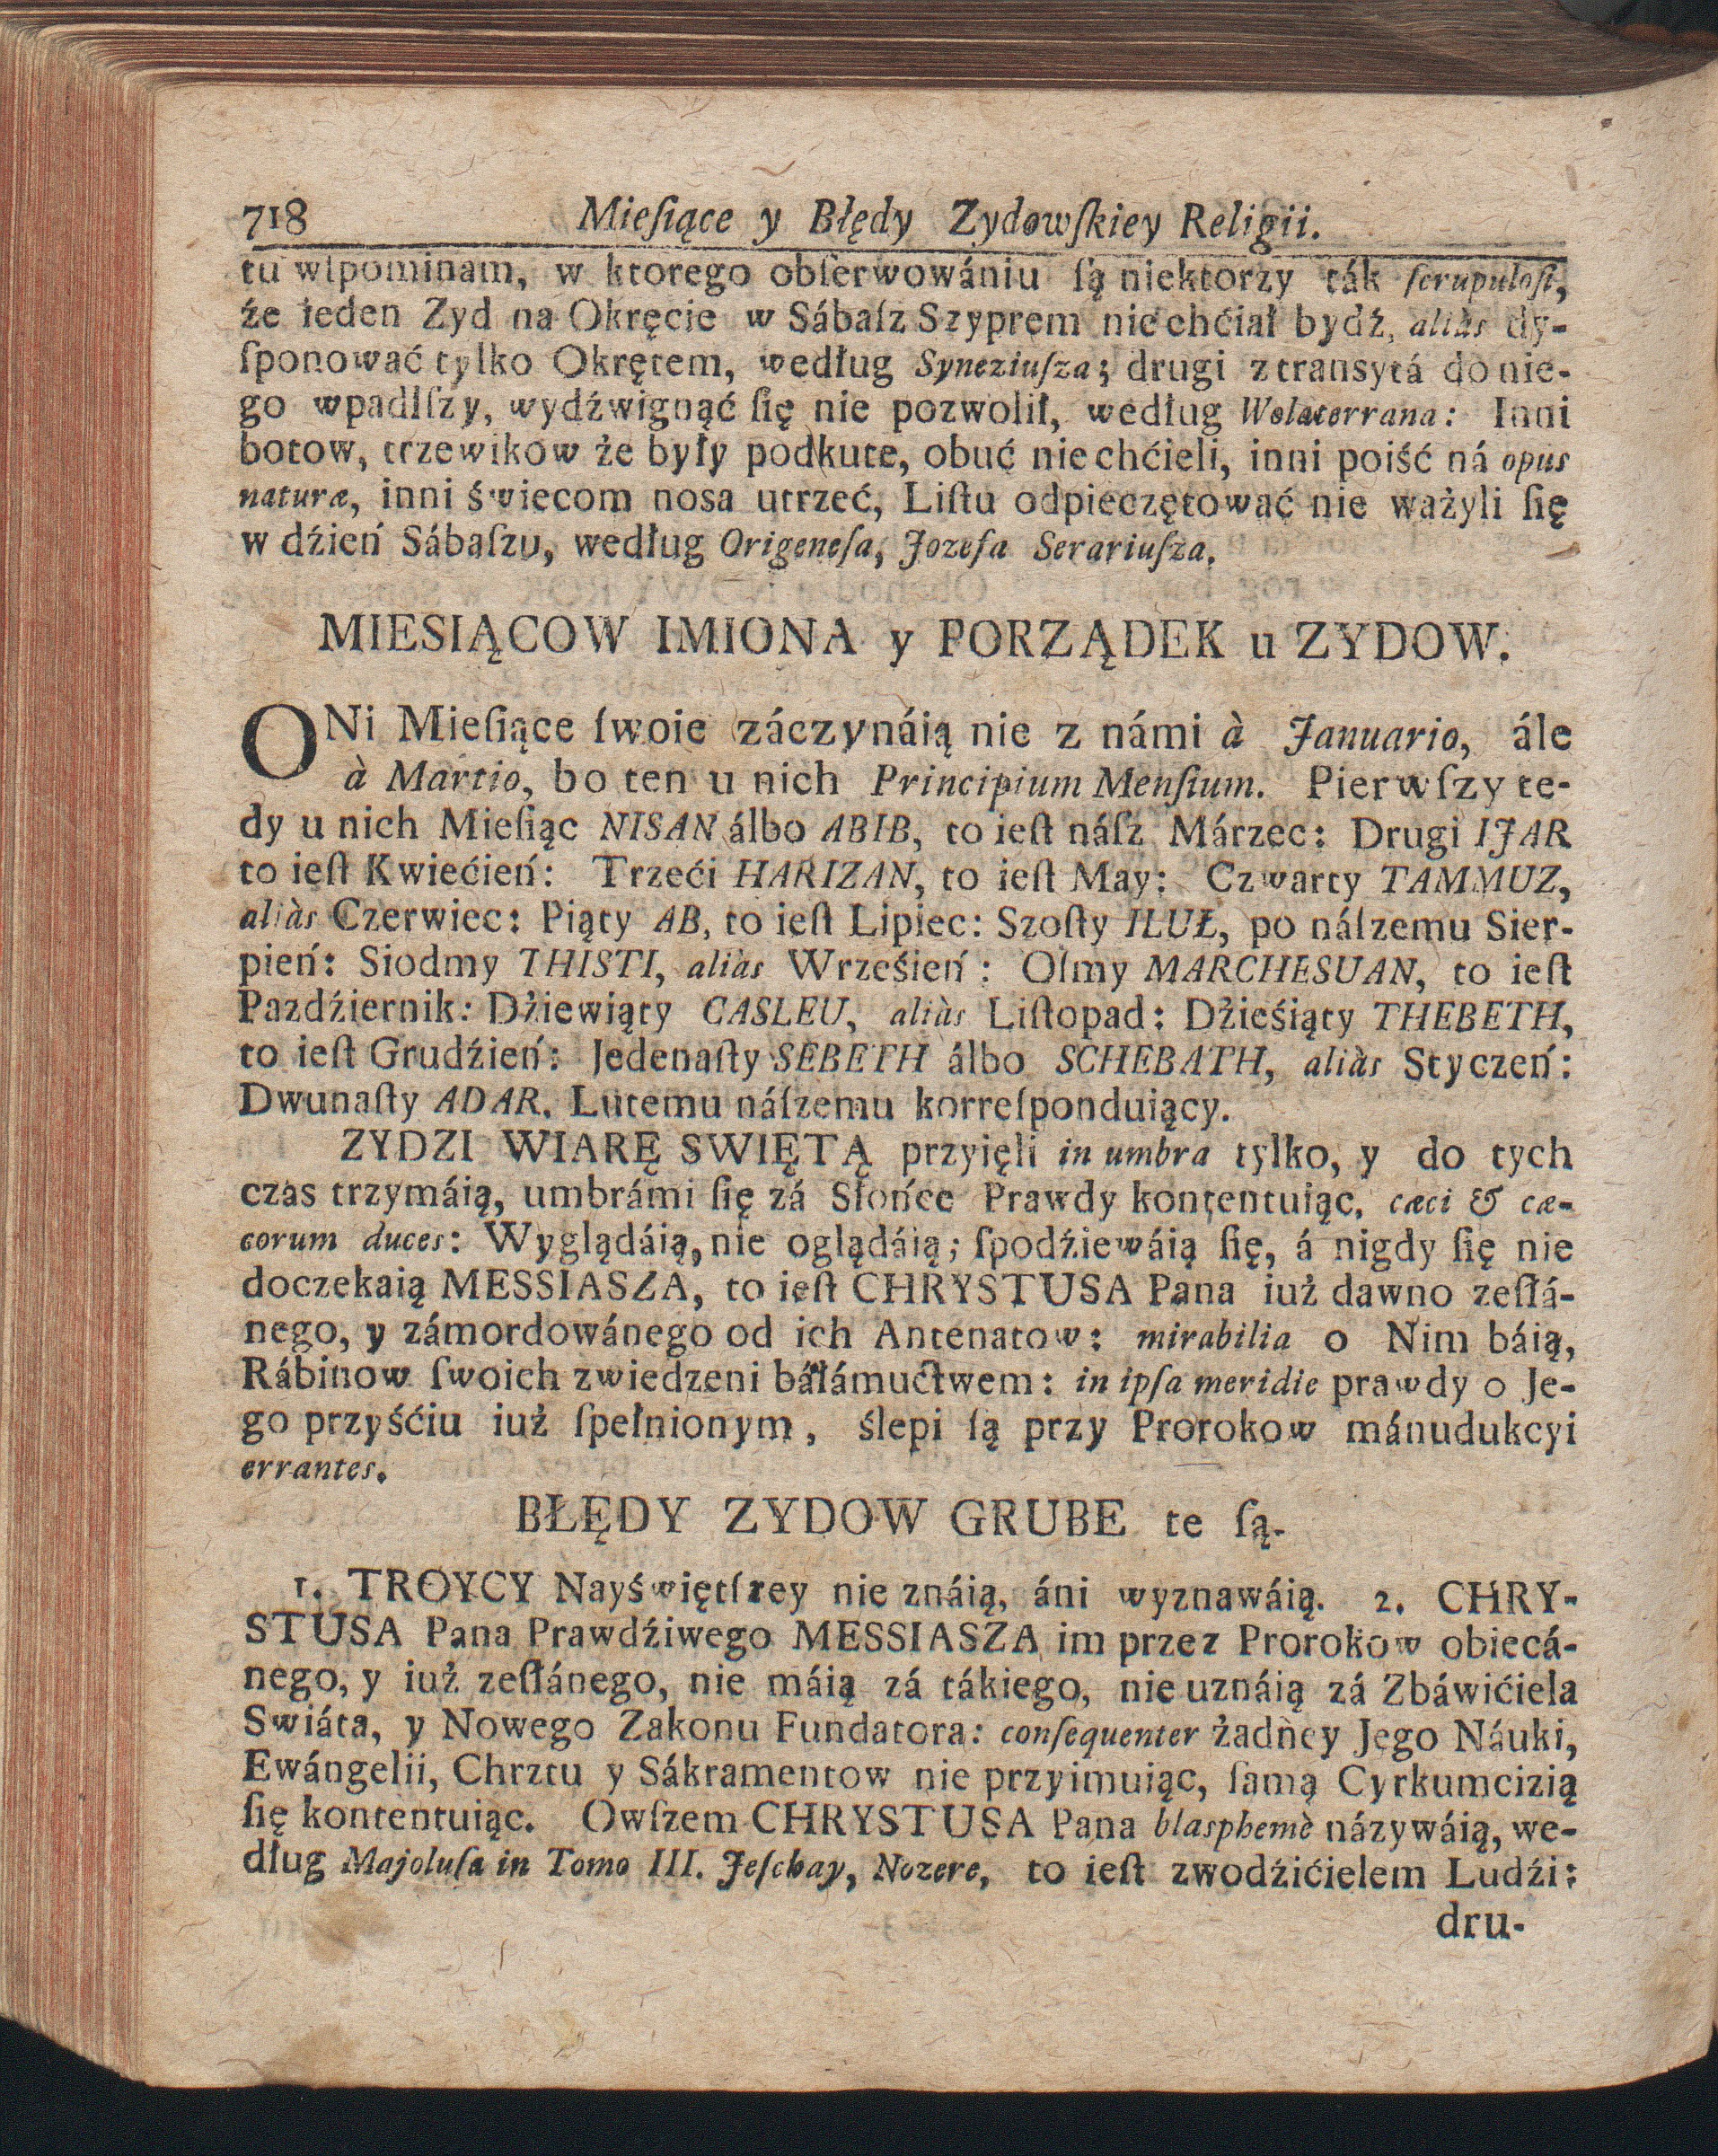 718 Mieſiące y Błędy Zydowſkiey Religii.
tu wſpominam, w ktorego obſerwowániu ſą niektorzy ták ſcrupuloſi,
że ieden Zyd na Okręcie w Sábaſz Szyprem nie chćiał bydź, aliàs dy-
ſponować tylko Okrętem, według Syneziuſza; drugi z transytá do nie-
go wpadłſzy, wydźwignąć ſię nie pozwolił, według Wolaterrana: Inni
botow, trzewikow że były podkute, obuć nie chćieli, inni poiść ná opus
naturæ, inni świecom nosa utrzeć, Liſtu odpieczętować nie ważyli ſię
w dźień Sábaſzu, według Origeneſa, Jozefa Serariuſza.
MIESIĄCOW IMIONA y PORZĄDEK u ZYDOW.
ONi Mieſiące ſwoie záczynáią nie z námi à Januario, ále
à Martio, bo ten u nich Principium Menſium. Pierwſzy te-
dy u nich Mieſiąc NISAN álbo ABIB, to ieſt náſz Márzec: Drugi IJAR
to ieſt Kwiećień: Trzeći HARIZAN, to ieſt May: Czwarty TAMMUZ,
aliàs Czerwiec: Piąty AB, to ieſt Lipiec: Szoſty ILUŁ, po náſzemu Sier-
pień: Siodmy THISTI, aliàs Wrześień: Oſmy MARCHESUAN, to ieſt
Pazdźiernik: Dźiewiąty CASLEU, aliàs Liſtopad: Dźieśiąty THEBETH,
to ieſt Grudźień: Jedenaſty SEBETH álbo SCHEBATH, aliàs Styczeń:
Dwunaſty ADAR. Lutemu náſzemu korreſponduiący.
ZYDZI WIARĘ SWIĘTĄ przyięli in umbra tylko, y do tych
czas trzymáią, umbrámi ſię zá Słońce Prawdy kontentuiąc, cæci & cæ-
corum duces: Wyglądáią, nie oglądáią; ſpodźiewáią ſię, á nigdy ſię nie
doczekaią MESSIASZA, to ieſt CHRYSTUSA Pana iuż dawno zeſłá-
nego, y zámordowánego od ich Antenatow: mirabilia o Nim báią,
Rábinow ſwoich zwiedzeni báłámućtwem: in ipſa meridie prawdy o Je-
go przyśćiu iuż ſpełnionym, ślepi ſą przy Prorokow mánudukcyi
errantes.
BŁĘDY ZYDOW GRUBE te ſą.
1. TROYCY Nayświętſzey nie znáią, áni wyznawáią. 2. CHRY-
STUSA Pana Prawdźiwego MESSIASZA im przez Prorokow obiecá-
nego, y iuż zeſłánego, nie máią zá tákiego, nie uznáią zá Zbáwićiela
Swiáta, y Nowego Zakonu Fundatora: conſequenter żadney Jego Náuki,
Ewángelii, Chrztu y Sákramentow nie przyimuiąc, ſamą Cyrkumcizią
ſię kontentuiąc. Owſzem CHRYSTUSA Pana blasphemè názywáią, we-
dług Majoluſa in Tomo III. Jeſchay, Nozere, to ieſt zwodźićielem Ludźi:
dru-